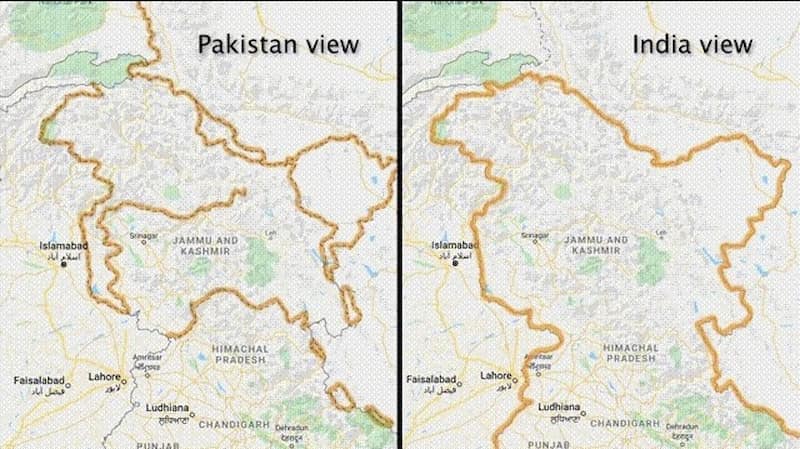 Pakistan view
Srinagar
Leh
Islamabad
اسلام آباد
JAMMU AND
KASHMIR
HIMACHAL
PRADESH
Amritsar
Faisalabad
فیصل آباد
Lahore
لاہور
Ludhiana
ਲੁਧਿਆਣਾ
CHANDIGARH
Dehradun
देहरादून
PUNJAB
India view
Srinagar
Leh
Islamabad
اسلام آباد
JAMMU AND
KASHMIR
HIMACHAL
PRADESH
Amritsar
Faisalabad
فیصل آباد
Lahore
لاہور
Ludhiana
ਲੁਧਿਆਣਾ
CHANDIGARH
Dehradun
देहरादून
PUNJAB